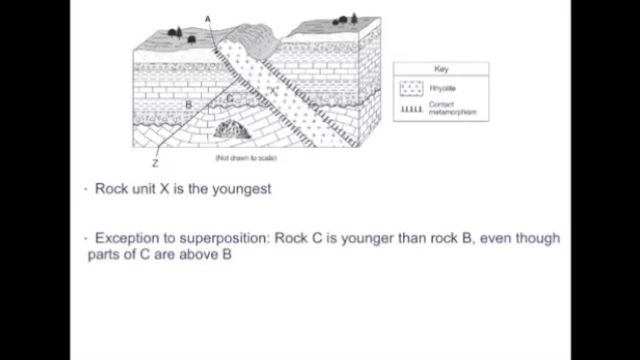 A
Key
Rhyolite
Contact
metamorphism
X
B
C
Z
(Not drawn to scale)
· Rock unit X is the youngest
· Exception to superposition: Rock C is younger than rock B, even though
parts of C are above B